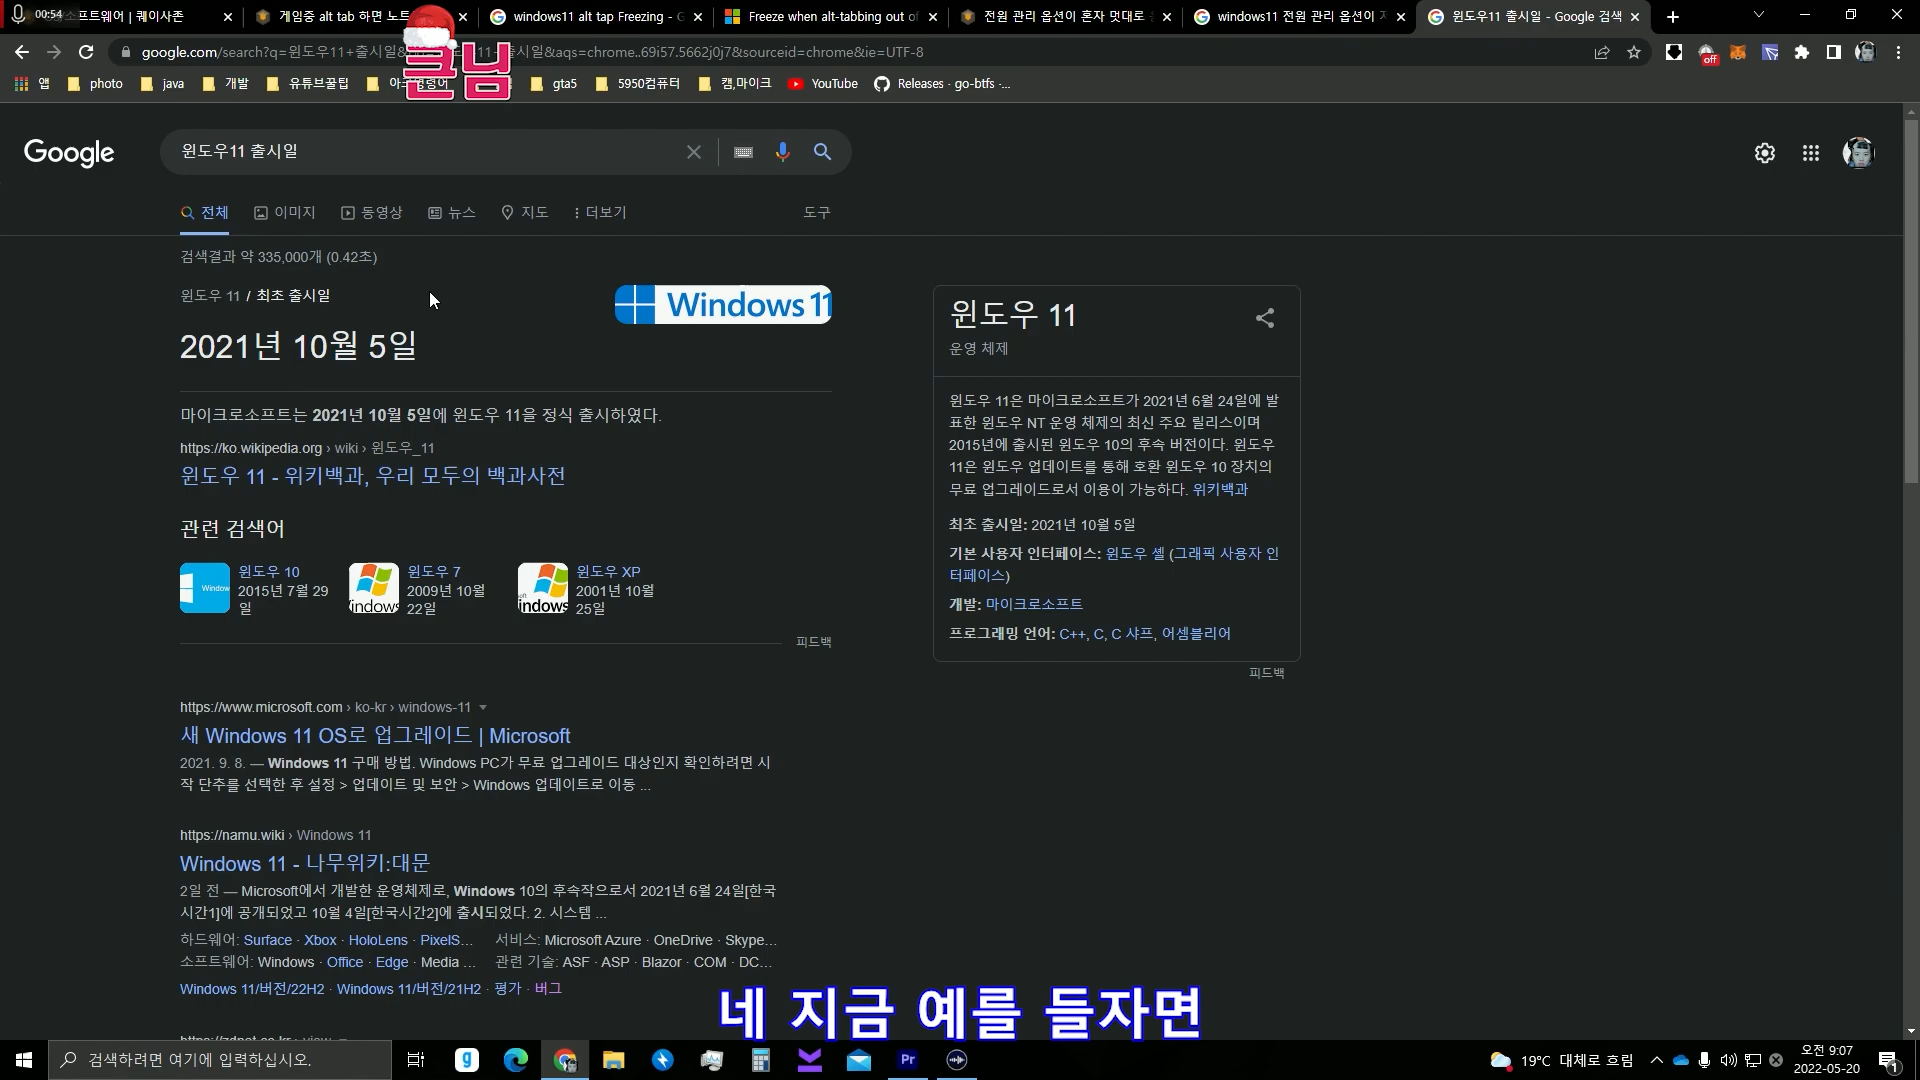 00:54
소프트웨어 | 퀘이사존
게임중 alt tab 하면 노트
windows11 alt tap Freezing - G
Freeze when alt-tabbing out of
전원 관리 옵션이 혼자 멋대로
windows11 전원 관리 옵션이 자
윈도우11 출시일 - Google 검색
google.com/search?q=윈도우11+출시일&
11+출시일&aqs=chrome..69i57.5662j0j7&sourceid=chrome&ie=UTF-8
off
큰님
앱
photo
java
개발
유튜브꿀팁
gta5
5950컴퓨터
캠,마이크
YouTube
Releases · go-btfs -...
Google
윈도우11 출시일
전체
이미지
동영상
뉴스
지도
더보기
도구
검색결과 약 335,000개 (0.42초)
윈도우 11 / 최초 출시일
Windows 11
2021년 10월 5일
마이크로소프트는 2021년 10월 5일에 윈도우 11을 정식 출시하였다.
https://ko.wikipedia.org › wiki › 윈도우_11
윈도우 11 - 위키백과, 우리 모두의 백과사전
관련 검색어
Window
윈도우 10
2015년 7월 29
일
indows
윈도우 7
2009년 10월
22일
indows
윈도우 XP
2001년 10월
25일
피드백
https://www.microsoft.com › ko-kr › windows-11
새 Windows 11 OS로 업그레이드 | Microsoft
2021. 9. 8. — Windows 11 구매 방법. Windows PC가 무료 업그레이드 대상인지 확인하려면 시
작 단추를 선택한 후 설정 > 업데이트 및 보안 > Windows 업데이트로 이동 ...
https://namu.wiki › Windows 11
Windows 11 - 나무위키:대문
2일 전 — Microsoft에서 개발한 운영체제로, Windows 10의 후속작으로서 2021년 6월 24일[한국
시간1]에 공개되었고 10월 4일[한국시간2]에 출시되었다. 2. 시스템 ...
하드웨어: Surface · Xbox · HoloLens · PixelS...
서비스: Microsoft Azure · OneDrive · Skype...
소프트웨어: Windows · Office · Edge · Media ...
관련 기술: ASF · ASP · Blazor · COM · DC...
Windows 11/버전/22H2 · Windows 11/버전/21H2 · 평가 · 버그
윈도우 11
운영 체제
윈도우 11은 마이크로소프트가 2021년 6월 24일에 발
표한 윈도우 NT 운영 체제의 최신 주요 릴리스이며
2015년에 출시된 윈도우 10의 후속 버전이다. 윈도우
11은 윈도우 업데이트를 통해 호환 윈도우 10 장치의
무료 업그레이드로서 이용이 가능하다. 위키백과
최초 출시일: 2021년 10월 5일
기본 사용자 인터페이스: 윈도우 셸 (그래픽 사용자 인
터페이스)
개발: 마이크로소프트
프로그래밍 언어: C++, C, C 샤프, 어셈블리어
피드백
네 지금 예를 들자면
검색하려면 여기에 입력하십시오.
g
Pr
19°C 대체로 흐림
오전 9:07
2022-05-20
1